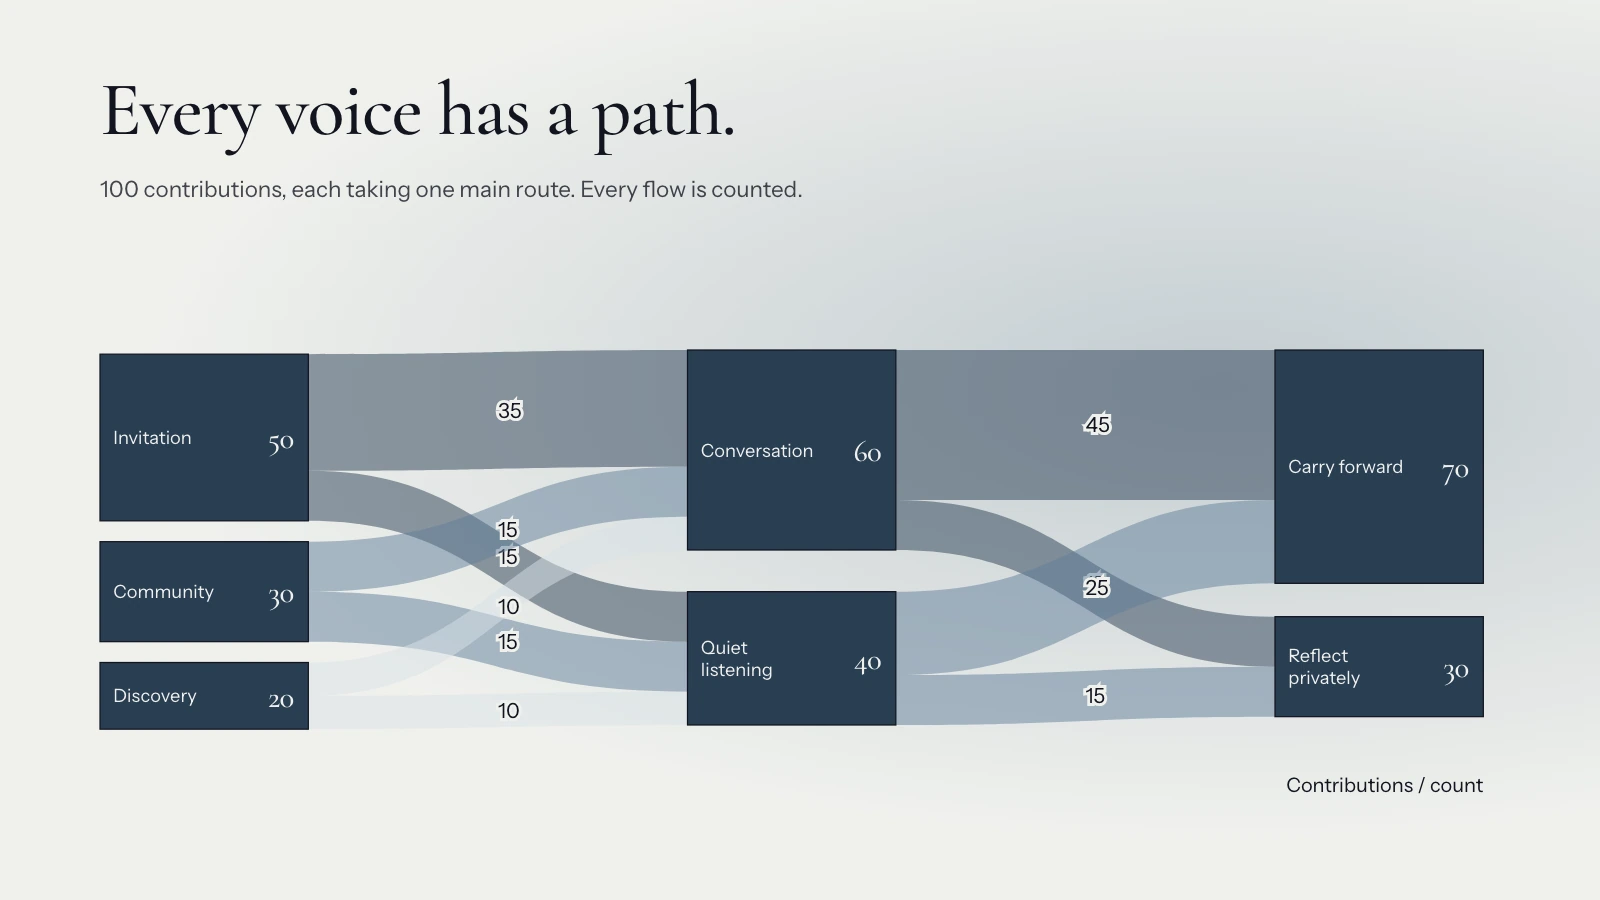 Every voice has a path.
100 contributions, each taking one main route. Every flow is counted.
Invitation 50
Community 30
Discovery 20
35
15
15
10
15
10
Conversation 60
Quiet
listening 40
45
25
15
Carry forward 70
Reflect
privately 30
Contributions / count